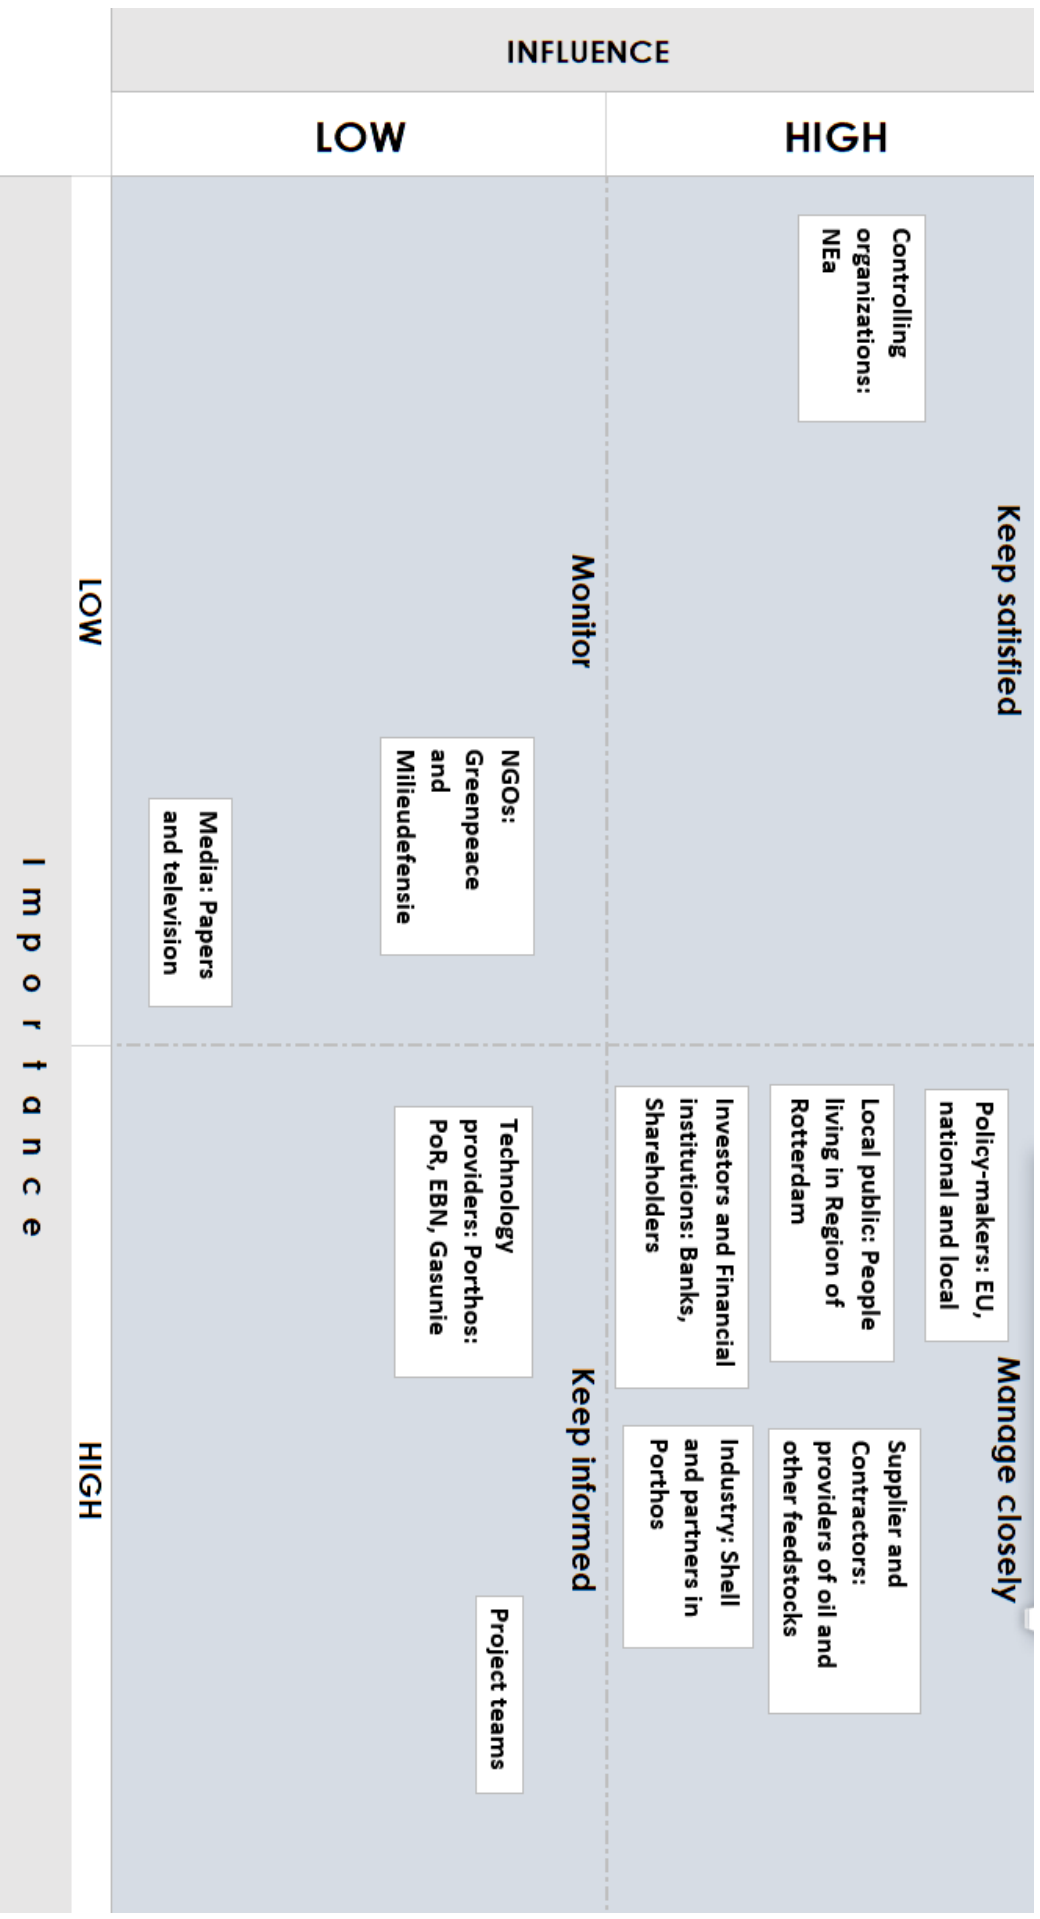 INFLUENCE
LOW
HIGH
Controlling
organizations:
NEa
Keep satisfied
Monitor
NGOs:
Greenpeace
and
Milieudefensie
Media: Papers
and television
LOW
Policy-makers: EU,
national and local
Local public: People
living in Region of
Rotterdam
Investors and Financial
institutions: Banks,
Shareholders
Manage closely
Supplier and
Contractors:
providers of oil and
other feedstocks
Industry: Shell
and partners in
Porthos
Technology
providers: Porthos:
PoR, EBN, Gasunie
Keep informed
Project teams
HIGH
Importance